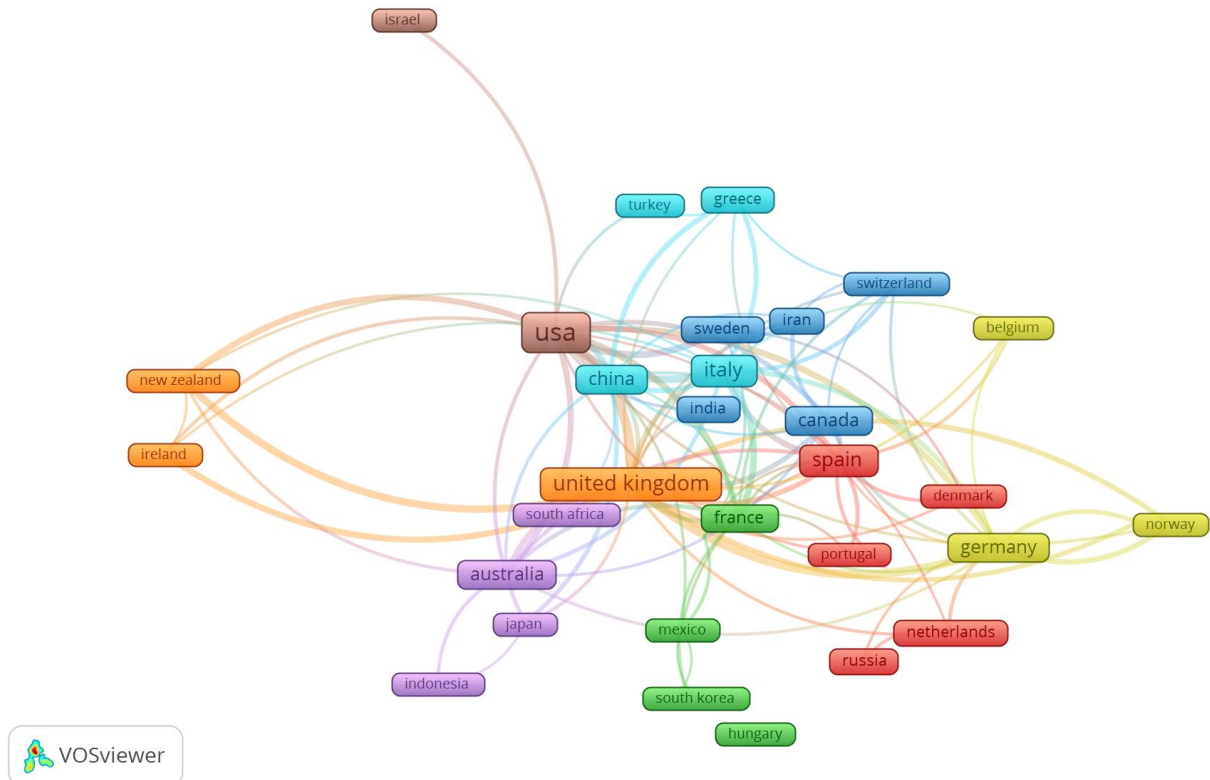 israel
turkey
greece
switzerland
usa
sweden
iran
belgium
new zealand
china
italy
india
canada
ireland
spain
united kingdom
denmark
south africa
france
norway
germany
portugal
australia
japan
mexico
netherlands
russia
indonesia
south korea
hungary
VOSviewer